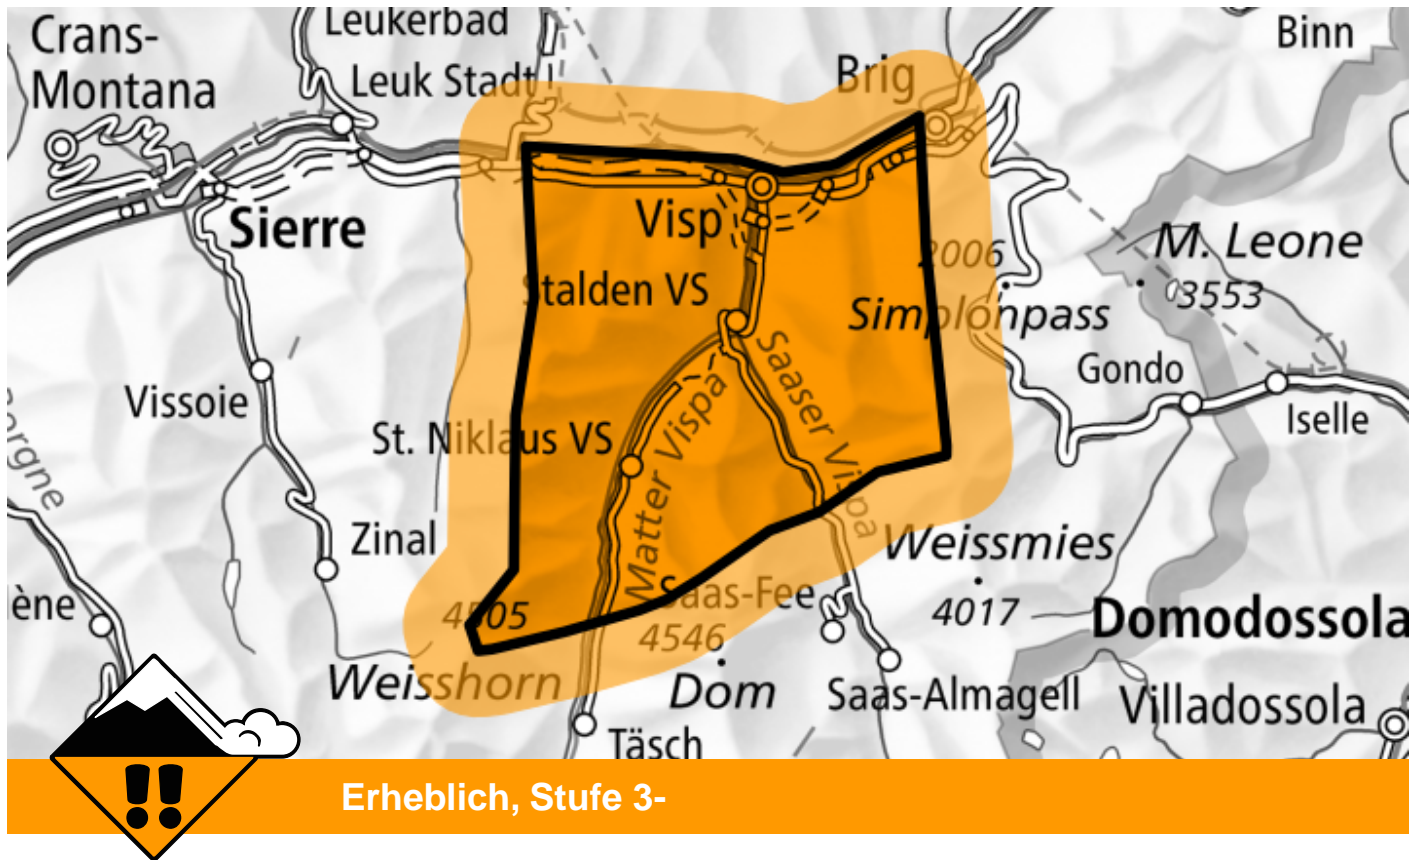 Crans-
Montana
Leukerbad
Leuk Stadt
Brig
Binn
Sierre
Visp
Stalden VS
2006
Simplonpass
M. Leone
3553
Gondo
Iselle
Vissoie
St. Niklaus VS
Matter Vispa
Saaser Vispa
Zinal
4505
Weisshorn
Saas-Fee
4546
Dom
Weissmies
4017
Domodossola
Saas-Almagell
Villadossola
Täsch
!!
Erheblich, Stufe 3-